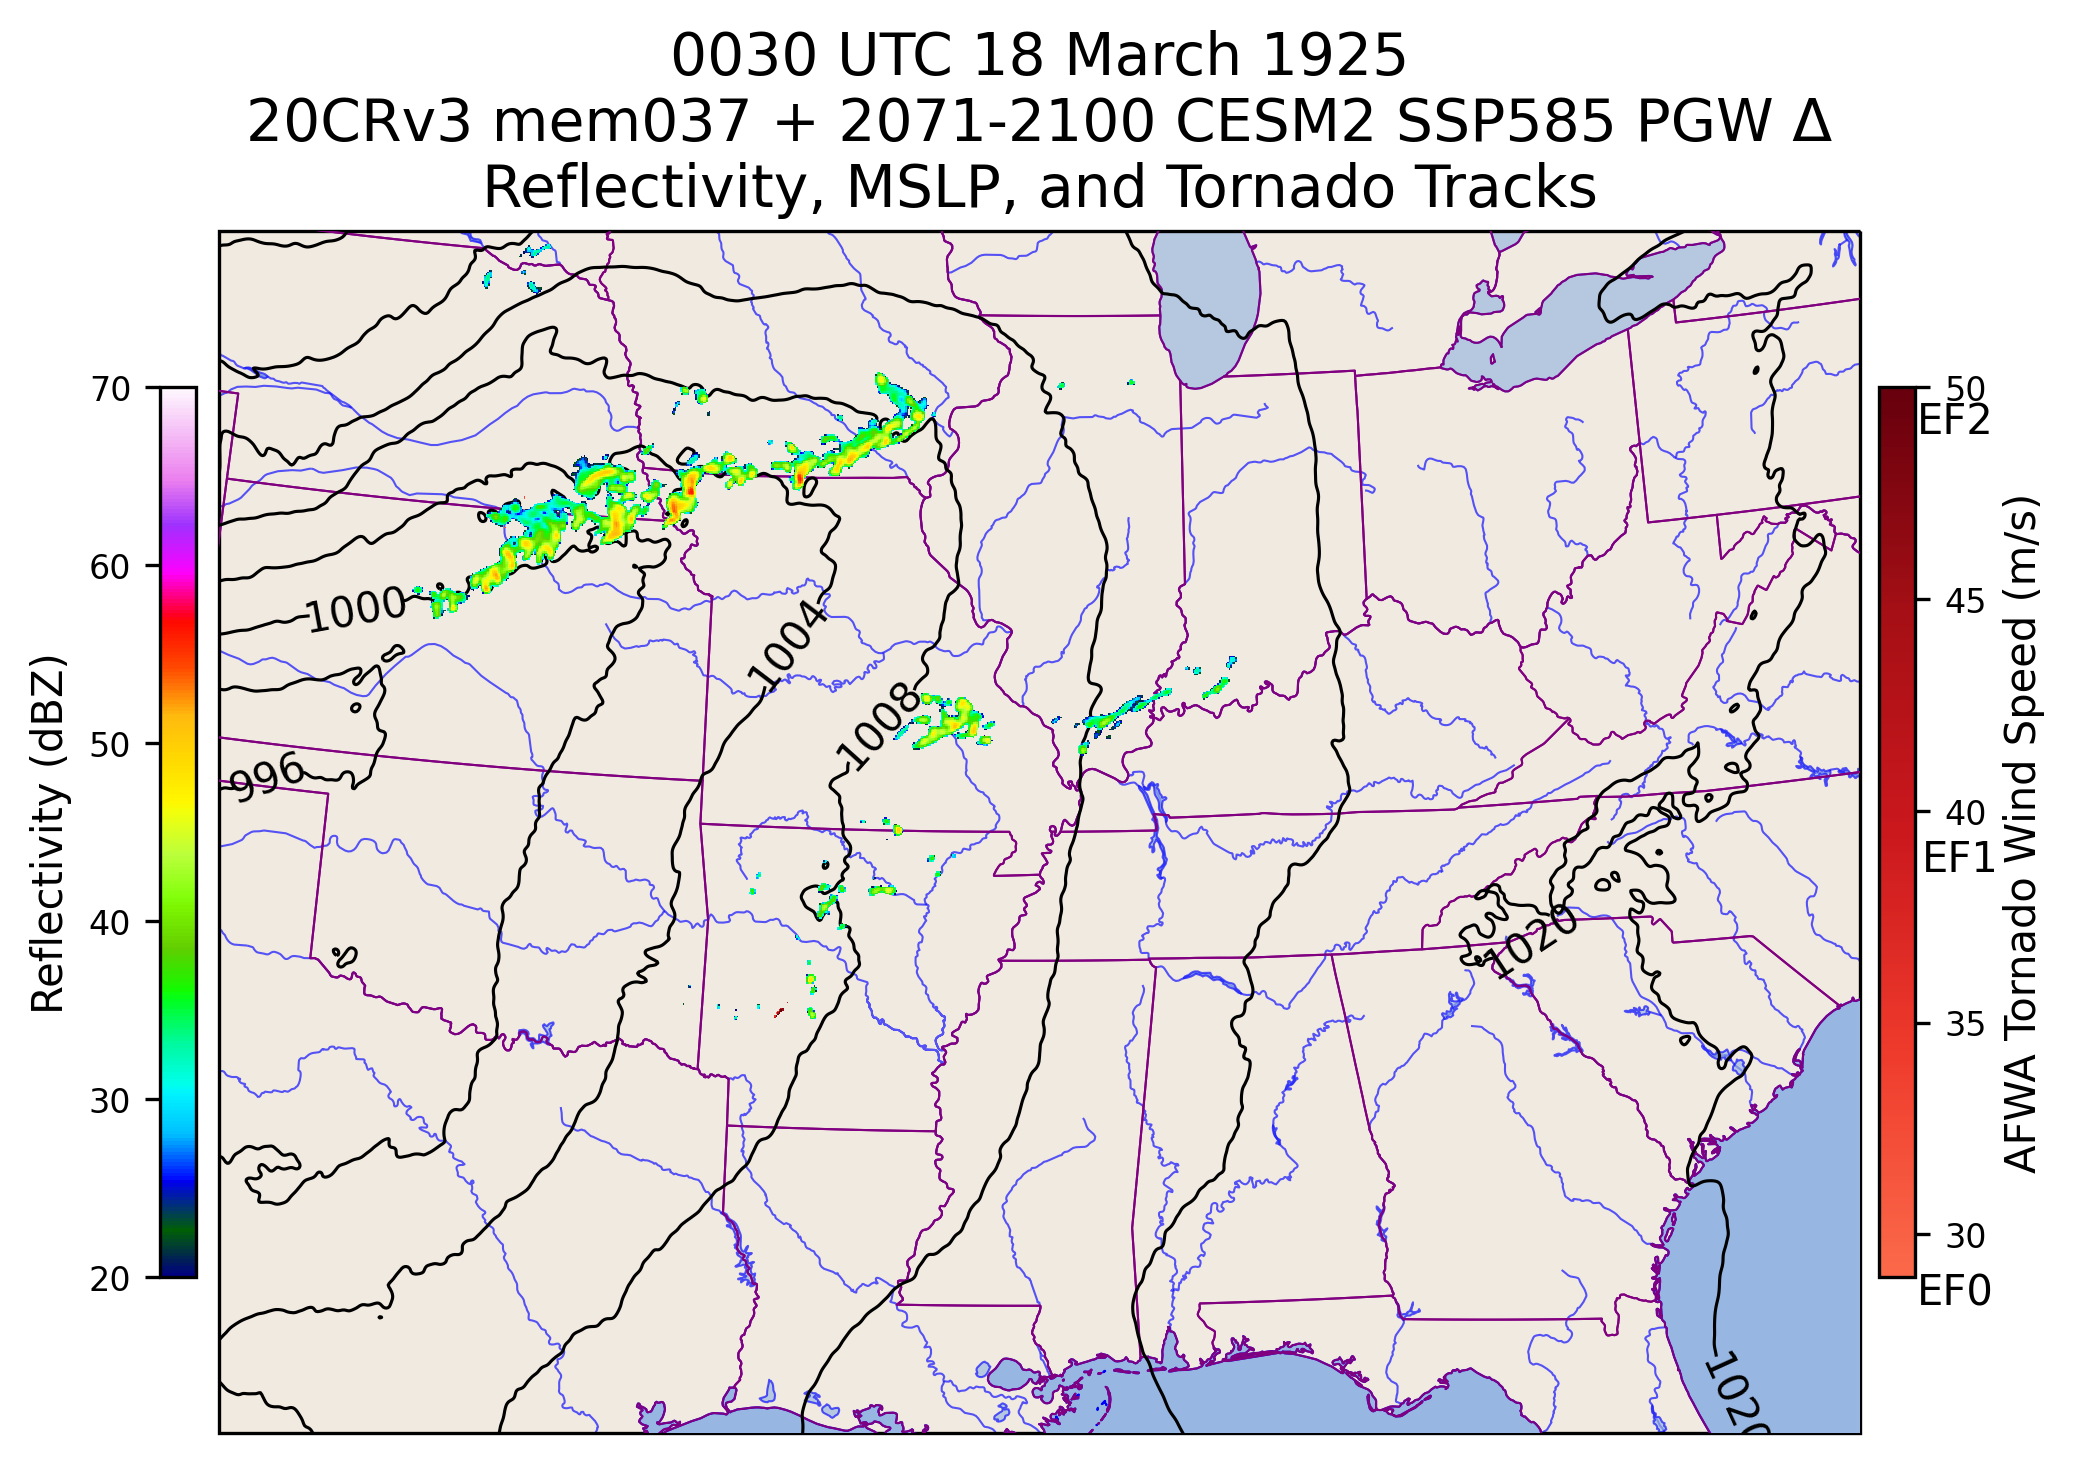 0030 UTC 18 March 1925
20CRv3 mem037 + 2071-2100 CESM2 SSP585 PGW Δ
Reflectivity, MSLP, and Tornado Tracks
Reflectivity (dBZ)
70
60
50
40
30
20
1000
1004
1008
996
1020
1020
50
EF2
45
40
EF1
35
30
EF0
AFWA Tornado Wind Speed (m/s)